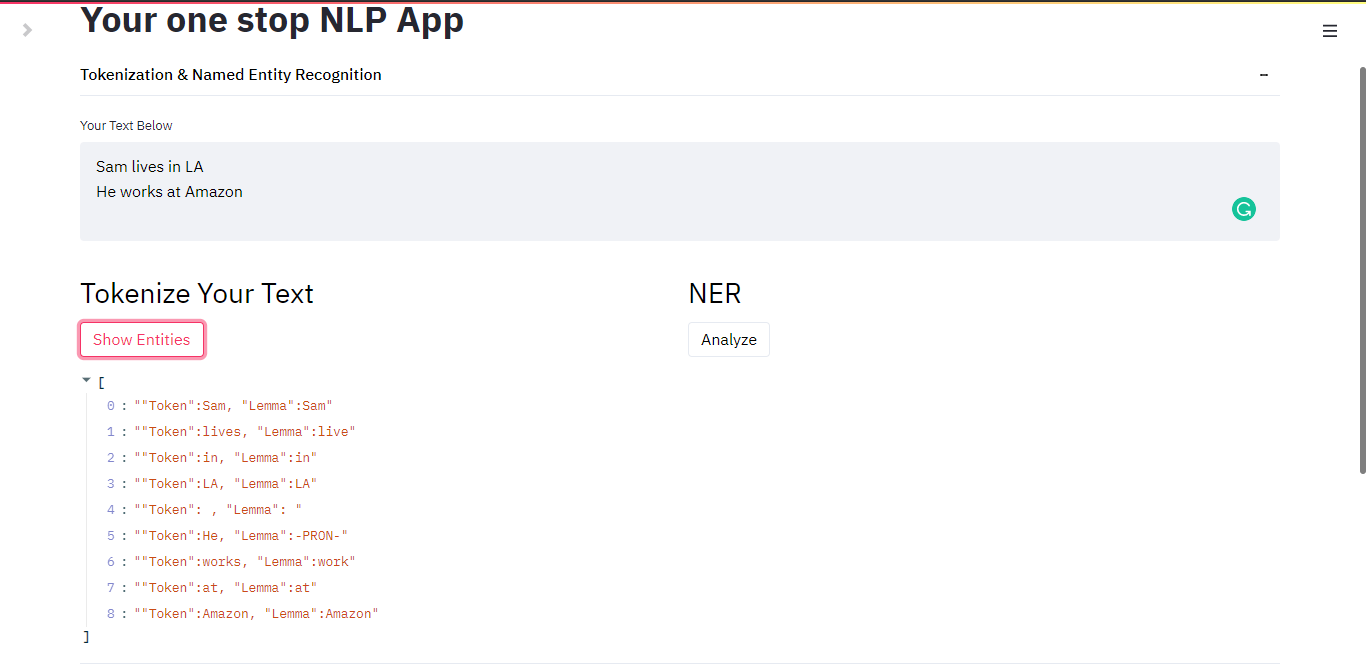 Your one stop NLP App
Tokenization & Named Entity Recognition
Your Text Below
Sam lives in LA
He works at Amazon
Tokenize Your Text
NER
Show Entities
Analyze
[
0 : ""Token":Sam, "Lemma":Sam"
1 : ""Token":lives, "Lemma":live"
2 : ""Token":in, "Lemma":in"
3 : ""Token":LA, "Lemma":LA"
4 : ""Token": , "Lemma": "
5 : ""Token":He, "Lemma":-PRON-"
6 : ""Token":works, "Lemma":work"
7 : ""Token":at, "Lemma":at"
8 : ""Token":Amazon, "Lemma":Amazon"
]